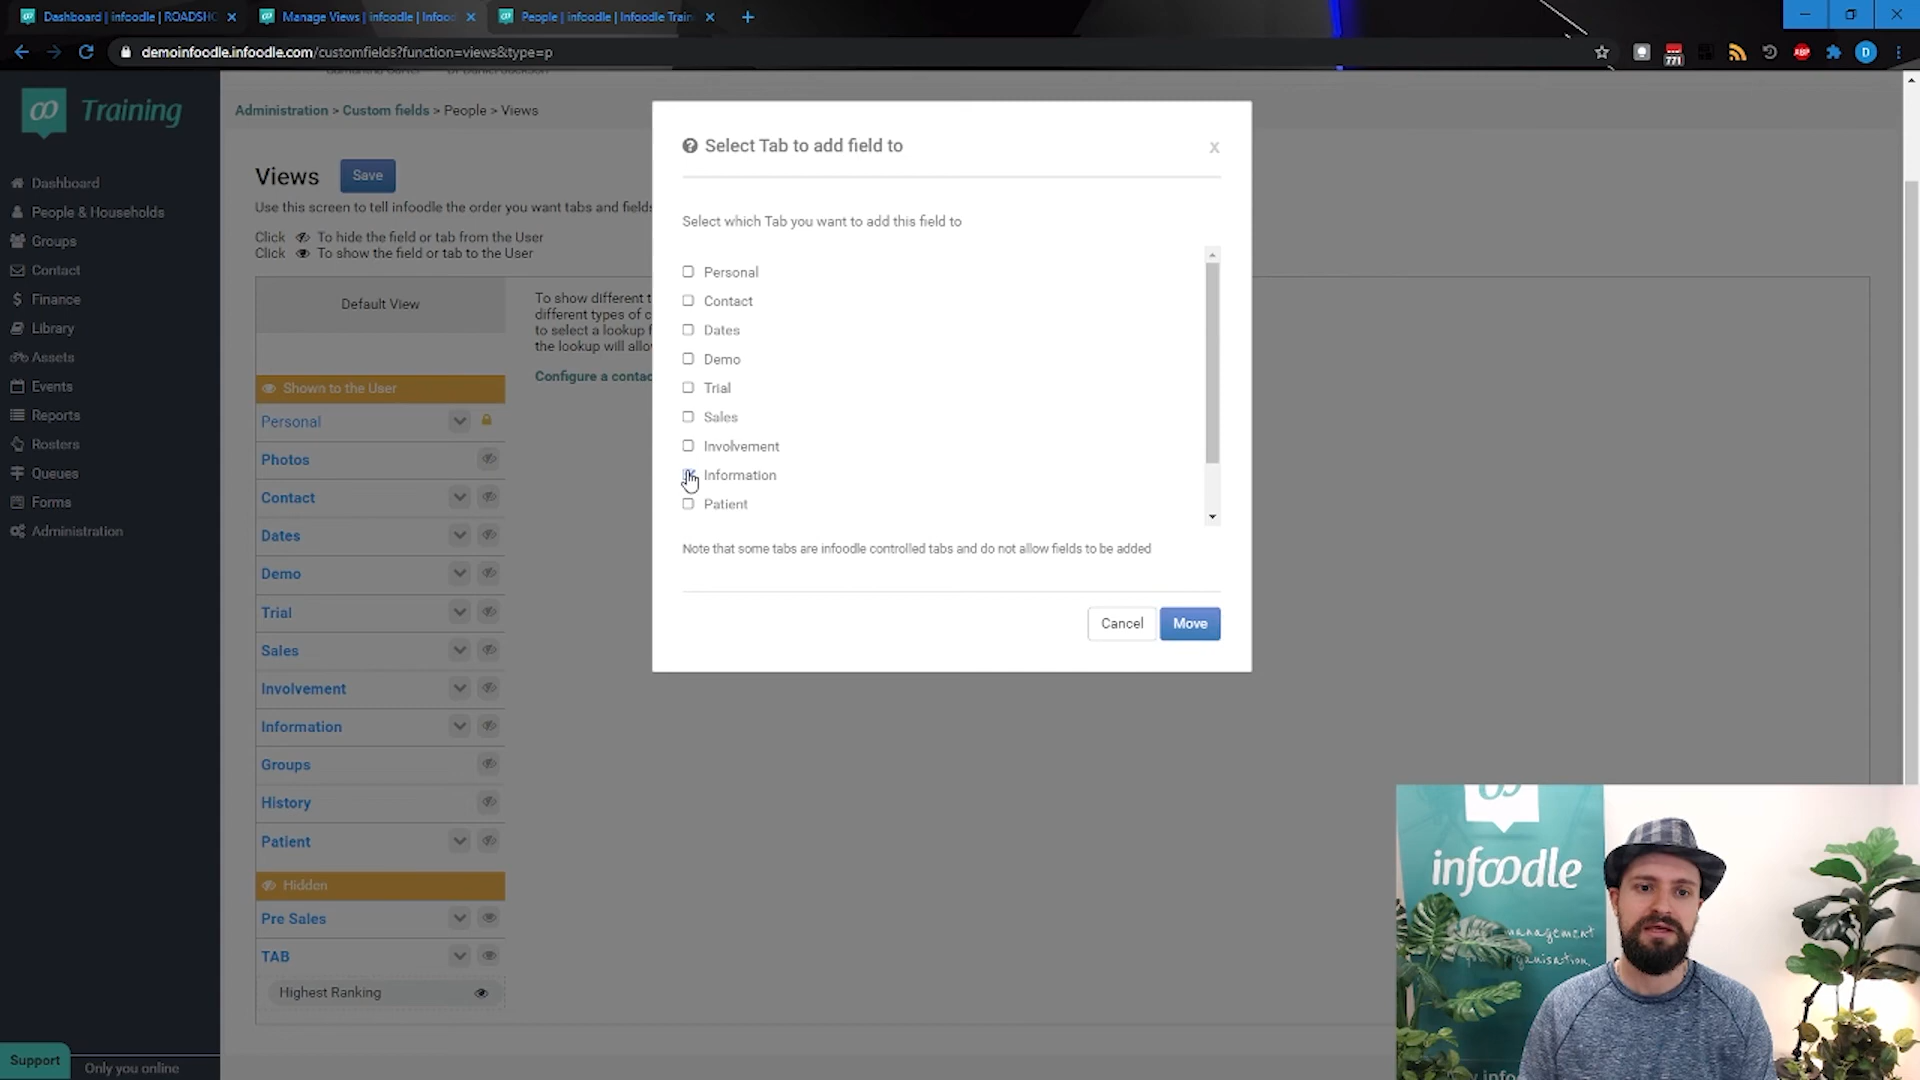 Dashboard | infoodle | ROADSHO
Manage Views | infoodle | Infood
People | infoodle | Infoodle Train
demoinfoodle.infoodle.com/customfields?function=views&type=p
771
ABP
D
Training
Dashboard
People & Households
Groups
Contact
Finance
Library
Assets
Events
Reports
Rosters
Queues
Forms
Administration
Support
Only you online
Administration > Custom fields > People > Views
Views
Save
Use this screen to tell infoodle the order you want tabs and fields
Click To hide the field or tab from the User
Click To show the field or tab to the User
Default View
To show different t
different types of c
to select a lookup f
the lookup will allo
Configure a contac
Shown to the User
Personal
Photos
Contact
Dates
Demo
Trial
Sales
Involvement
Information
Groups
History
Patient
Hidden
Pre Sales
TAB
Highest Ranking
Select Tab to add field to
x
Select which Tab you want to add this field to
Personal
Contact
Dates
Demo
Trial
Sales
Involvement
Information
Patient
Note that some tabs are infoodle controlled tabs and do not allow fields to be added
Cancel
Move
infoodle
management
organisation.